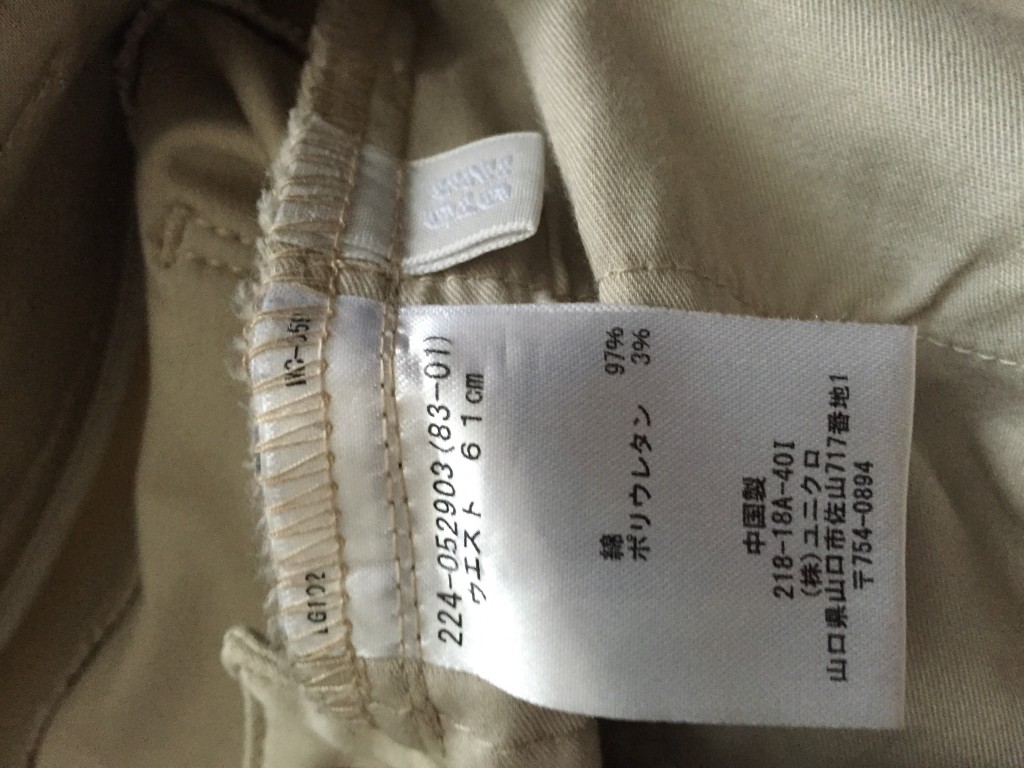 224-052903(83-01)
ウエスト 61cm
綿 97%
ポリウレタン 3%
中国製
218-18A-40I
(株)ユニクロ
山口県山口市佐山717番地1
〒754-0894